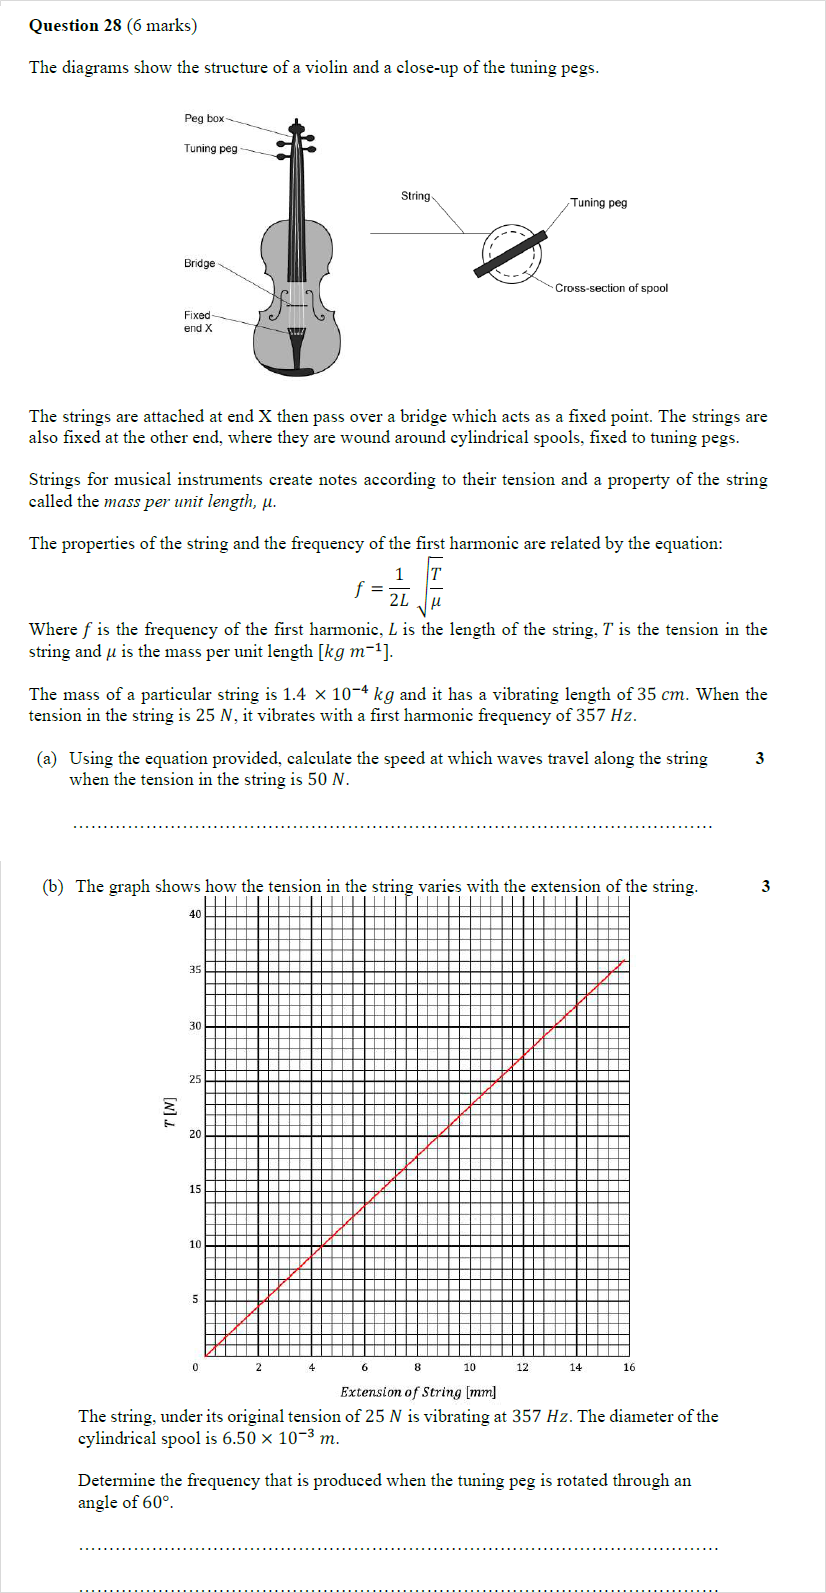 Question 28 (6 marks)
The diagrams show the structure of a violin and a close-up of the tuning pegs.
Peg box
Tuning peg
String
Tuning peg
Bridge
Cross-section of spool
Fixed
end X
The strings are attached at end X then pass over a bridge which acts as a fixed point. The strings are
also fixed at the other end, where they are wound around cylindrical spools, fixed to tuning pegs.
Strings for musical instruments create notes according to their tension and a property of the string
called the mass per unit length, μ.
The properties of the string and the frequency of the first harmonic are related by the equation:
f = 1/2L √T/μ
Where f is the frequency of the first harmonic, L is the length of the string, T is the tension in the
string and μ is the mass per unit length [kg m⁻¹].
The mass of a particular string is 1.4 × 10⁻⁴ kg and it has a vibrating length of 35 cm. When the
tension in the string is 25 N, it vibrates with a first harmonic frequency of 357 Hz.
(a) Using the equation provided, calculate the speed at which waves travel along the string 3
when the tension in the string is 50 N.
(b) The graph shows how the tension in the string varies with the extension of the string. 3
40
35
30
25
T [N]
20
15
10
5
0 2 4 6 8 10 12 14 16
Extension of String [mm]
The string, under its original tension of 25 N is vibrating at 357 Hz. The diameter of the
cylindrical spool is 6.50 × 10⁻³ m.
Determine the frequency that is produced when the tuning peg is rotated through an
angle of 60°.